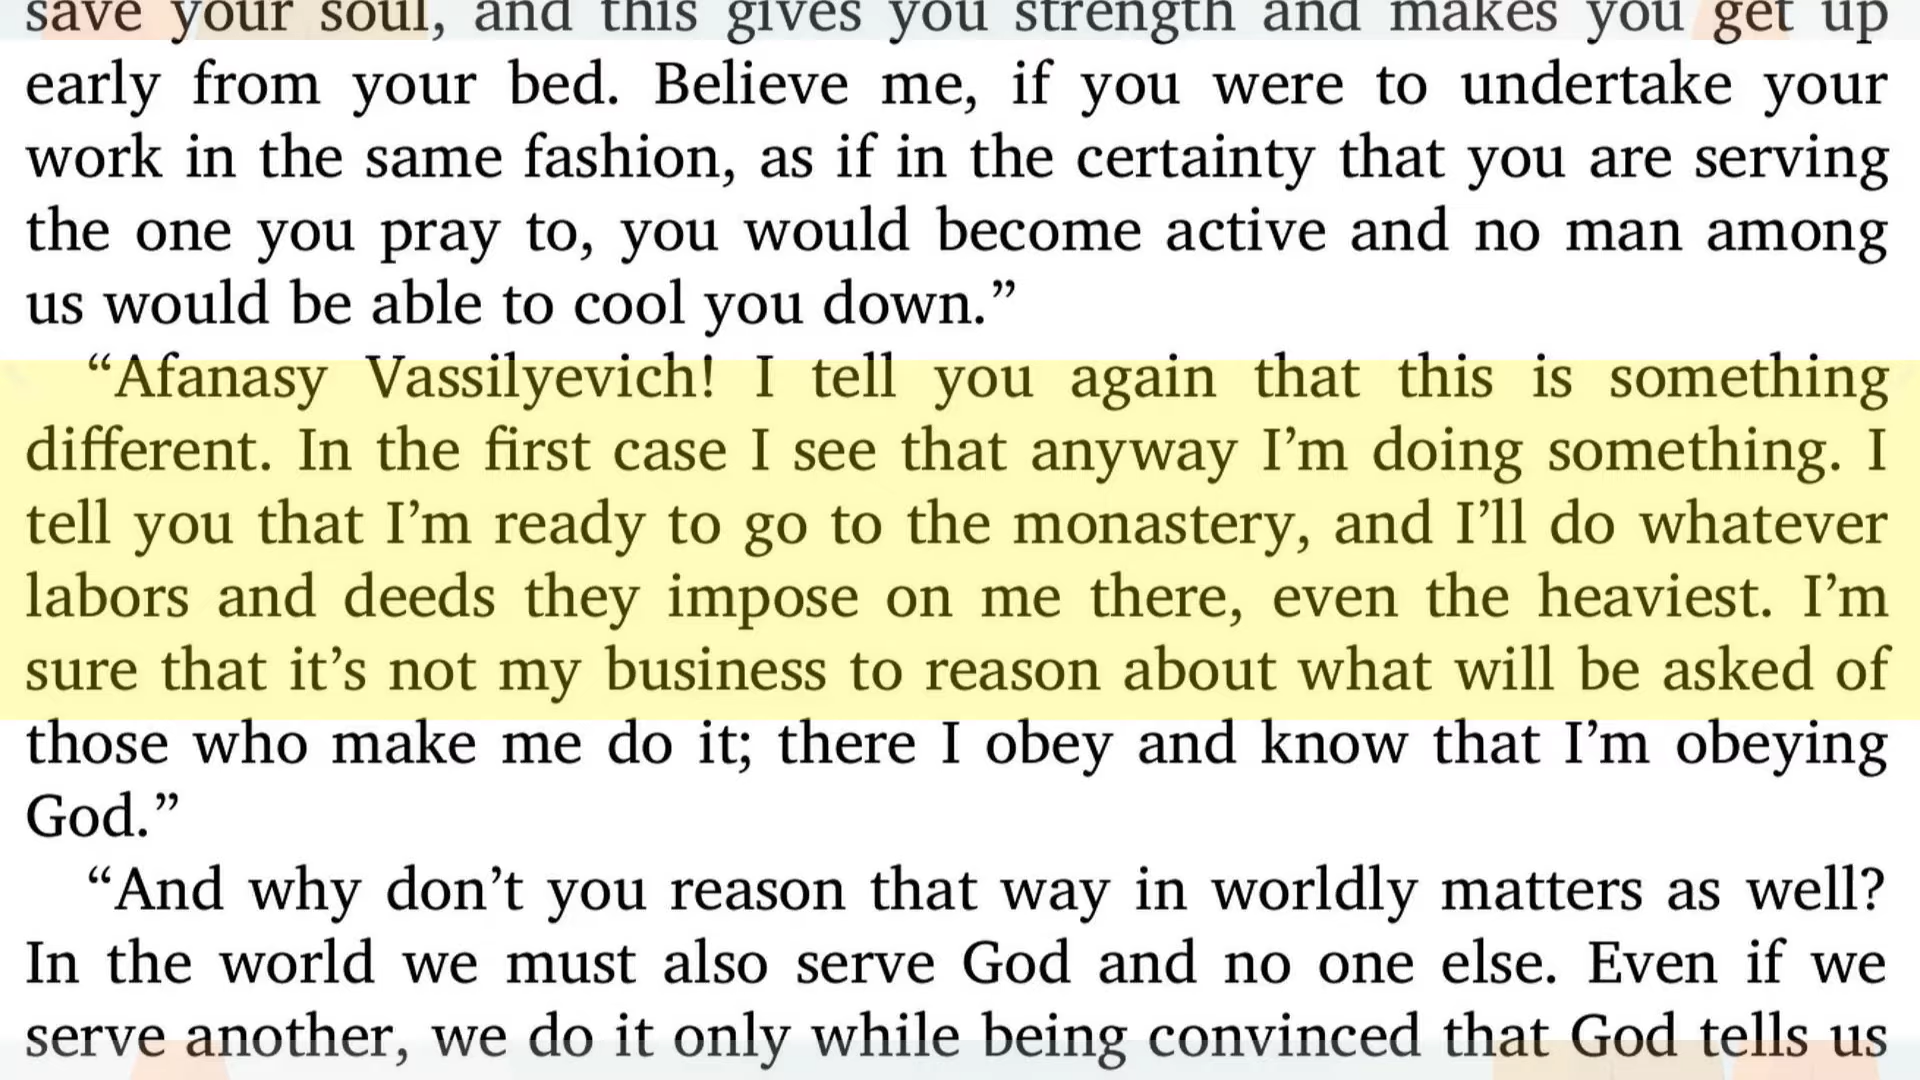 save your soul, and this gives you strength and makes you get up
early from your bed. Believe me, if you were to undertake your
work in the same fashion, as if in the certainty that you are serving
the one you pray to, you would become active and no man among
us would be able to cool you down.”
“Afanasy Vassilyevich! I tell you again that this is something
different. In the first case I see that anyway I’m doing something. I
tell you that I’m ready to go to the monastery, and I’ll do whatever
labors and deeds they impose on me there, even the heaviest. I’m
sure that it’s not my business to reason about what will be asked of
those who make me do it; there I obey and know that I’m obeying
God.”
“And why don’t you reason that way in worldly matters as well?
In the world we must also serve God and no one else. Even if we
serve another, we do it only while being convinced that God tells us